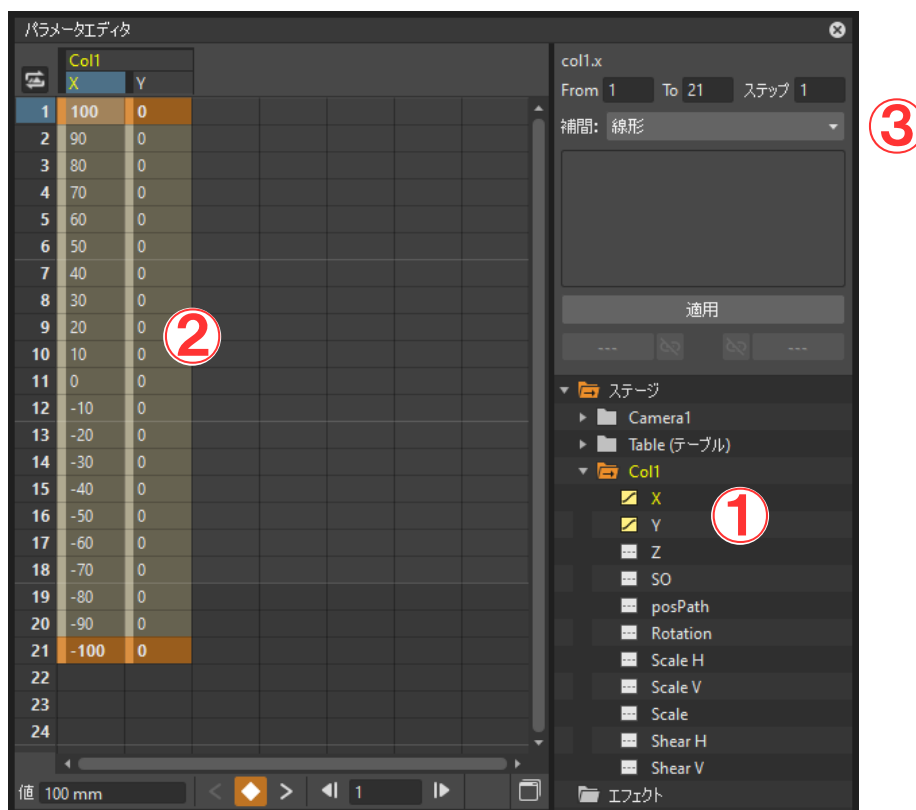 パラメータエディタ
Col1
X Y
1 100 0
2 90 0
3 80 0
4 70 0
5 60 0
6 50 0
7 40 0
8 30 0
9 20 0
10 10 0
11 0 0
12 -10 0
13 -20 0
14 -30 0
15 -40 0
16 -50 0
17 -60 0
18 -70 0
19 -80 0
20 -90 0
21 -100 0
22
23
24
②
値 100 mm
1
col1.x
From 1 To 21 ステップ 1
補間: 線形
③
適用
--- ---
ステージ
Camera1
Table (テーブル)
Col1
X
Y
①
Z
SO
posPath
Rotation
Scale H
Scale V
Scale
Shear H
Shear V
エフェクト